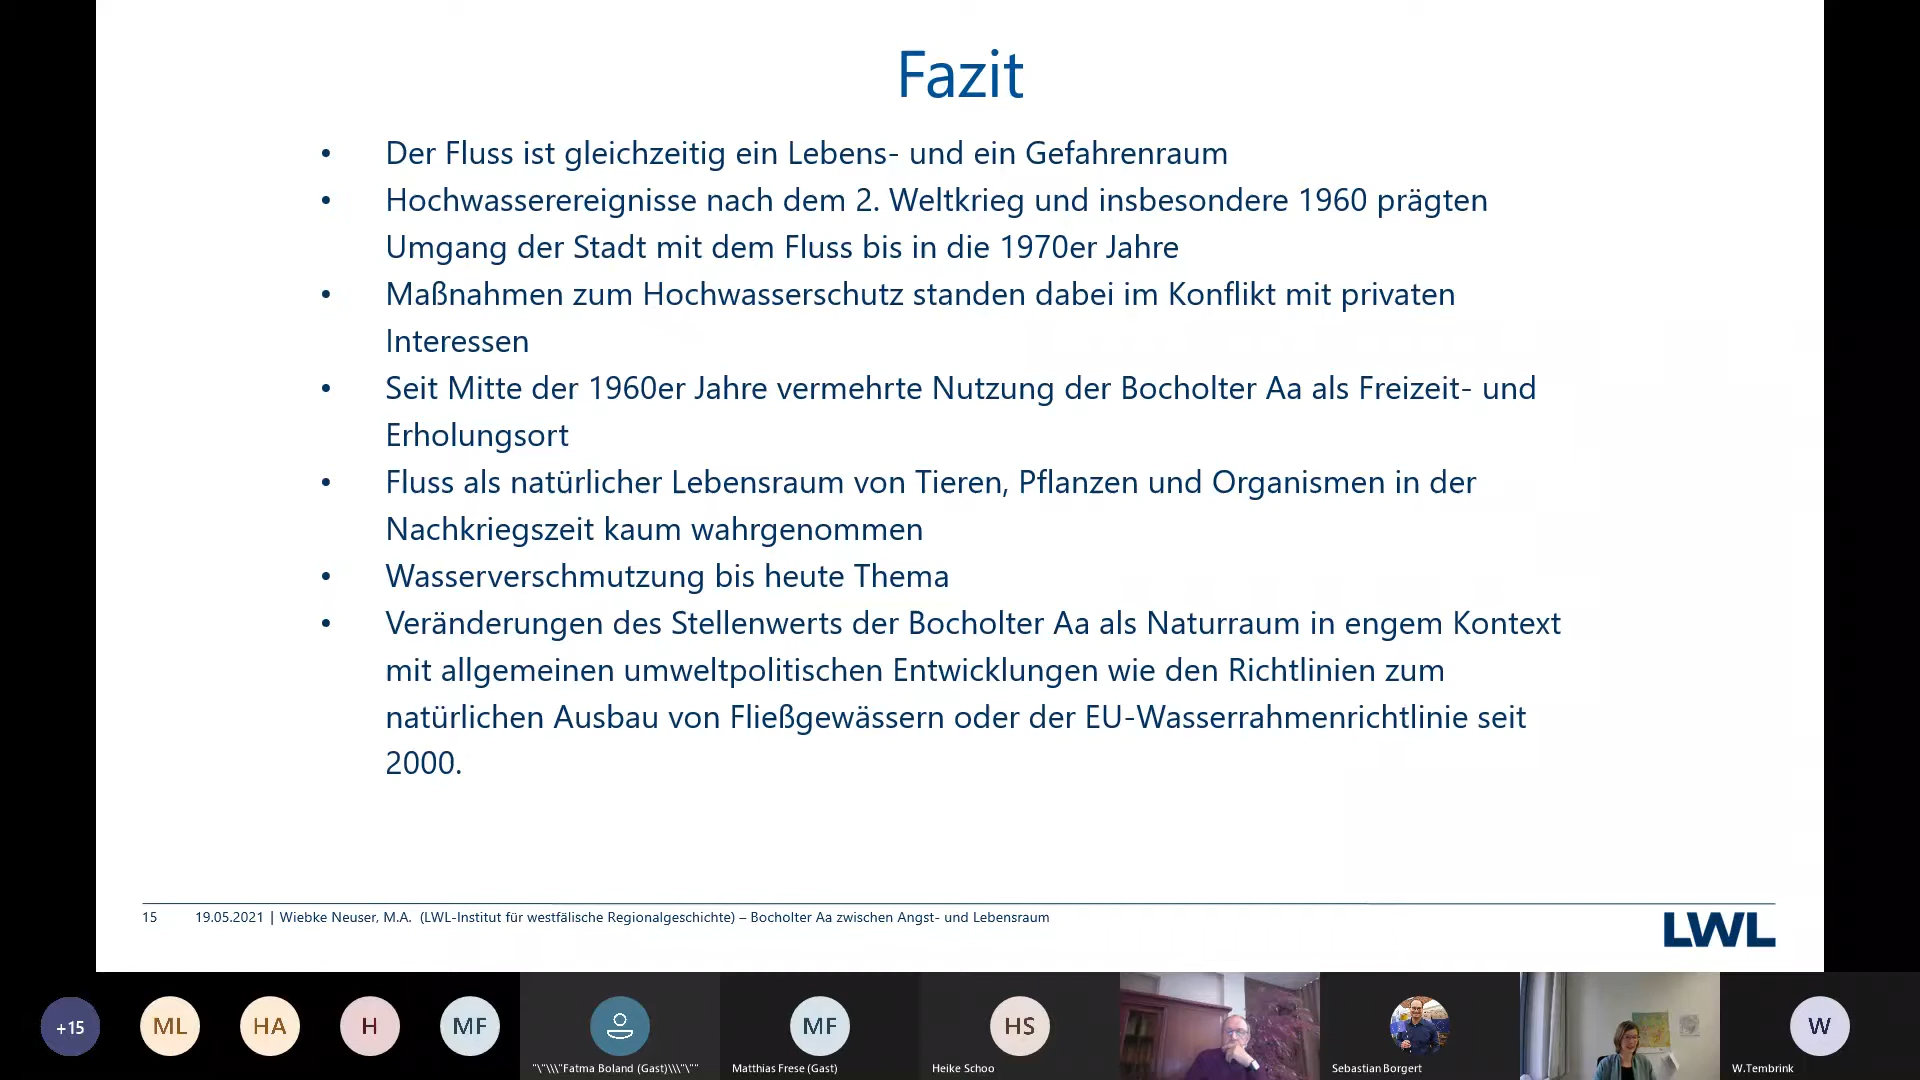 Fazit
• Der Fluss ist gleichzeitig ein Lebens- und ein Gefahrenraum
• Hochwasserereignisse nach dem 2. Weltkrieg und insbesondere 1960 prägten
Umgang der Stadt mit dem Fluss bis in die 1970er Jahre
• Maßnahmen zum Hochwasserschutz standen dabei im Konflikt mit privaten
Interessen
• Seit Mitte der 1960er Jahre vermehrte Nutzung der Bocholter Aa als Freizeit- und
Erholungsort
• Fluss als natürlicher Lebensraum von Tieren, Pflanzen und Organismen in der
Nachkriegszeit kaum wahrgenommen
• Wasserverschmutzung bis heute Thema
• Veränderungen des Stellenwerts der Bocholter Aa als Naturraum in engem Kontext
mit allgemeinen umweltpolitischen Entwicklungen wie den Richtlinien zum
natürlichen Ausbau von Fließgewässern oder der EU-Wasserrahmenrichtlinie seit
2000.
15 19.05.2021 | Wiebke Neuser, M.A. (LWL-Institut für westfälische Regionalgeschichte) – Bocholter Aa zwischen Angst- und Lebensraum
LWL
+15 ML HA H MF MF HS W
"\"\\\"Fatma Boland (Gast)\\\"\"" Matthias Frese (Gast) Heike Schoo Sebastian Borgert W.Tembrink